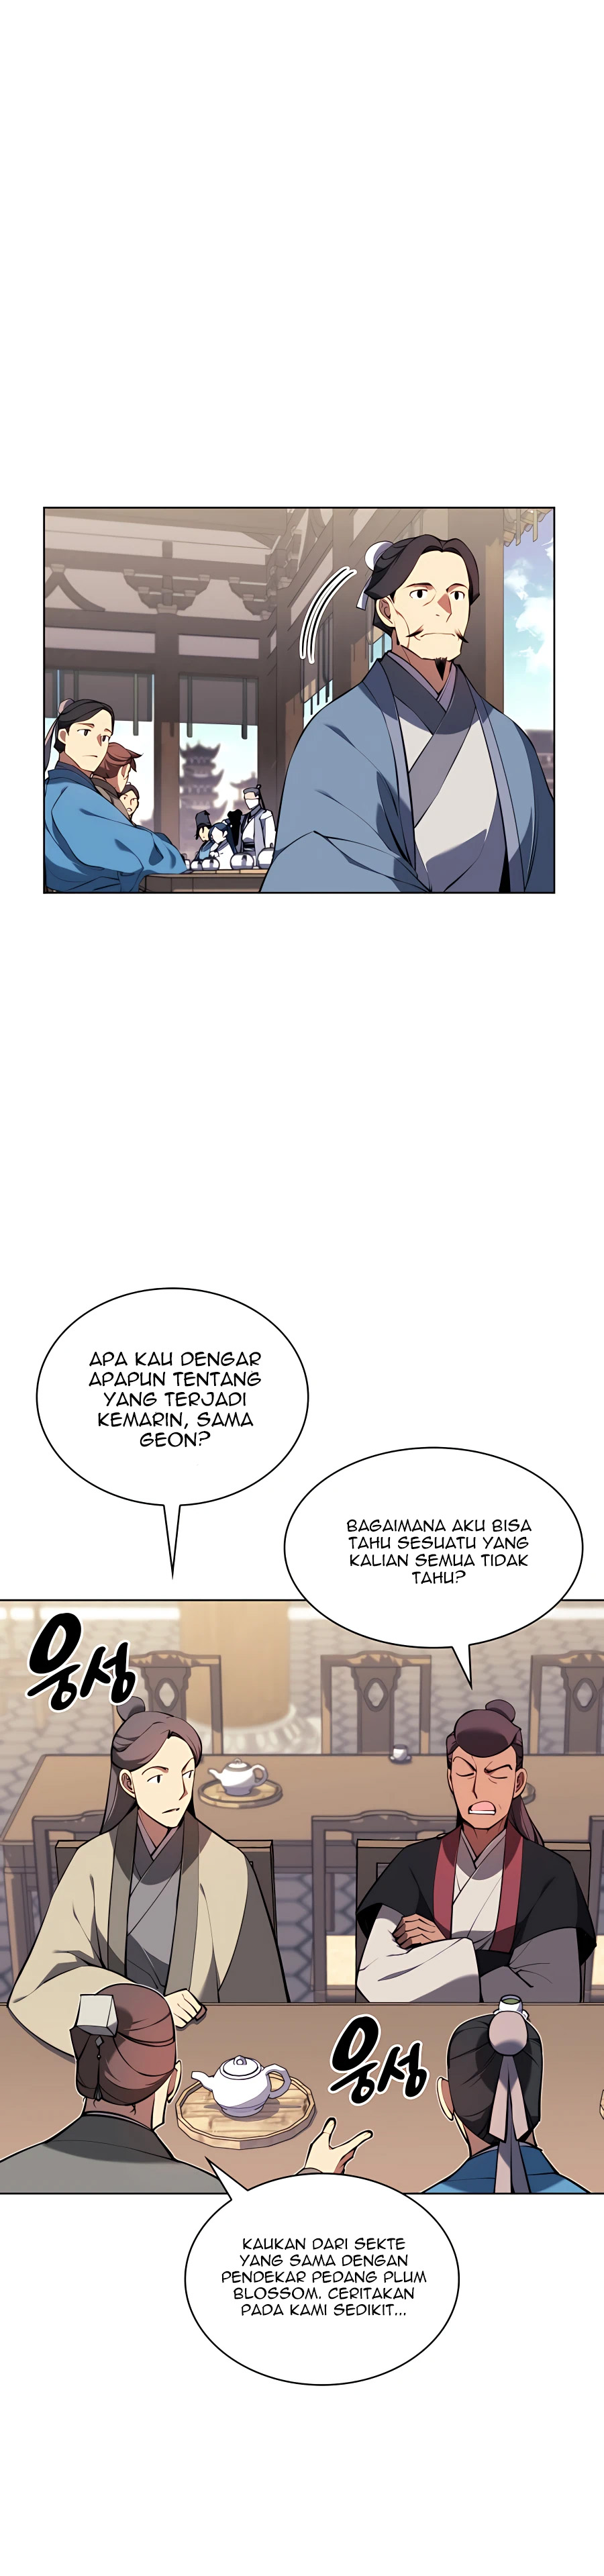 APA KAU DENGAR
APAPUN TENTANG
YANG TERJADI
KEMARIN, SAMA
GEON?
BAGAIMANA AKU BISA
TAHU SESUATU YANG
KALIAN SEMUA TIDAK
TAHU?
웅성
웅성
KAUKAN DARI SEKTE
YANG SAMA DENGAN
PENDEKAR PEDANG PLUM
BLOSSOM. CERITAKAN
PADA KAMI SEDIKIT...